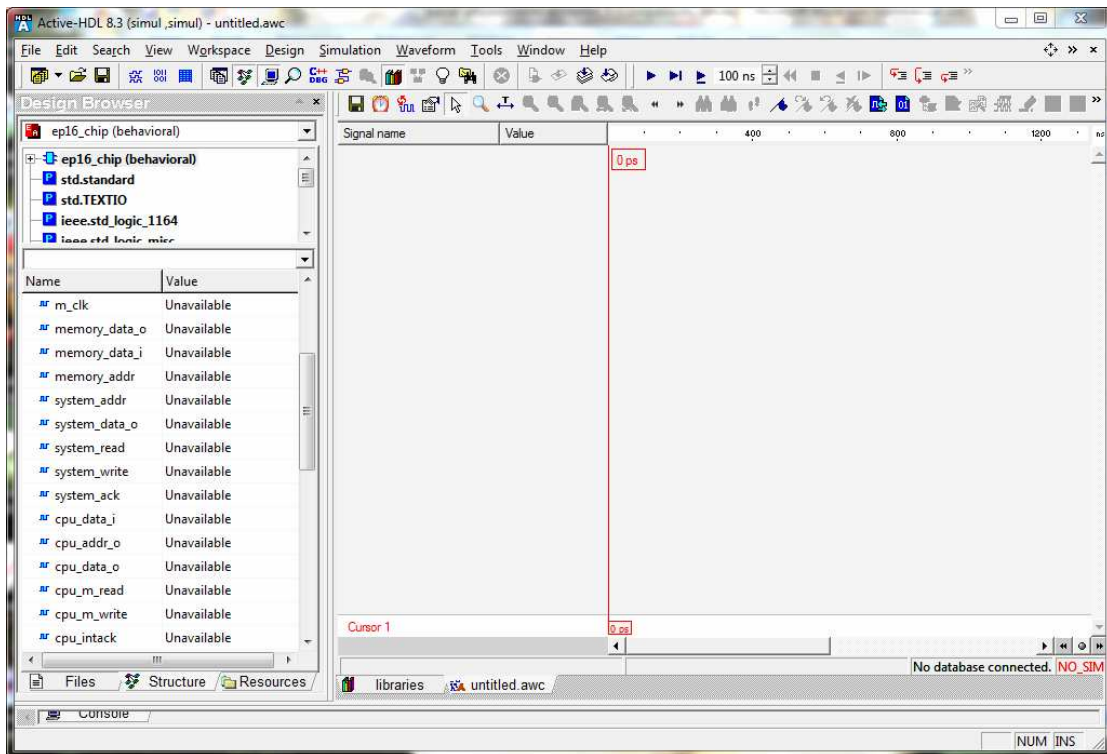 Active-HDL 8.3 (simul ,simul) - untitled.awc
File Edit Search View Workspace Design Simulation Waveform Tools Window Help
100 ns
Design Browser
ep16_chip (behavioral)
ep16_chip (behavioral)
std.standard
std.TEXTIO
ieee.std_logic_1164
ieee.std_logic_misc
Name Value
m_clk Unavailable
memory_data_o Unavailable
memory_data_i Unavailable
memory_addr Unavailable
system_addr Unavailable
system_data_o Unavailable
system_read Unavailable
system_write Unavailable
system_ack Unavailable
cpu_data_i Unavailable
cpu_addr_o Unavailable
cpu_data_o Unavailable
cpu_m_read Unavailable
cpu_m_write Unavailable
cpu_intack Unavailable
Files Structure Resources
Signal name Value 400 800 1200 ns
0 ps
Cursor 1 0 ps
No database connected. NO_SIM
libraries untitled.awc
Console
NUM INS